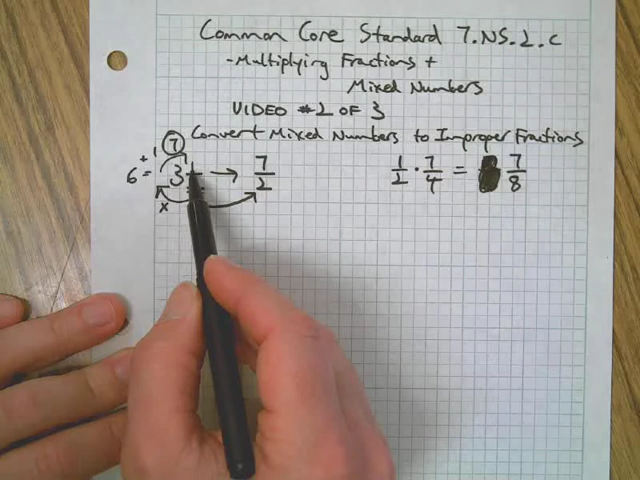 Common Core Standard 7.NS.2.c
- Multiplying Fractions +
Mixed Numbers
VIDEO #2 OF 3
Convert Mixed Numbers to Improper Fractions
7
+ 1
6 = 3 1 → 7/2
x
1/2 · 7/4 = 7/8